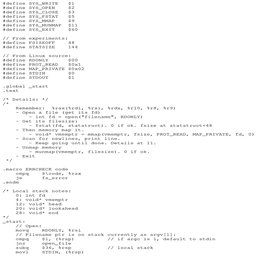 #define SYS_WRITE $1
#define SYS_OPEN $2
#define SYS_CLOSE $3
#define SYS_FSTAT $5
#define SYS_MMAP $9
#define SYS_MUNMAP $11
#define SYS_EXIT $60
// From experiments:
#define FSIZEOFF 48
#define STATSIZE 144
// From Linux source:
#define RDONLY $00
#define PROT_READ $0x1
#define MAP_PRIVATE $0x02
#define STDIN $0
#define STDOUT $1
.global _start
.text
/* Details: */
/*
Remember: %rax(%rdi, %rsi, %rdx, %r10, %r8, %r9)
- Open a file (get its fd)
- int fd = open("filename", RDONLY)
- Get its filesize:
- fstat(fd, statstruct). 0 if ok. fsize at statstruct+48
- Then memory map it.
- void* vmemptr = mmap(vmemptr, fsize, PROT_READ, MAP_PRIVATE, fd, 0)
- Scan for newlines, print line.
- Keep going until done. Details at 11.
- Unmap memory
- munmap(vmemptr, filesize). 0 if ok.
- Exit
*/
.macro ERRCHECK code
cmpq $\code, %rax
je fs_error
.endm
/* Local stack notes:
0: int fd
4: void* vmemptr
12: void* head
20: void* lookahead
28: void* end
*/
_start:
// Open:
movq RDONLY, %rsi
// Filename ptr is on stack currently as argv[1]:
cmpq $1, (%rsp) // if argc is 1, default to stdin
jnz open_file
subq $36, %rsp // local stack
movl STDIN, (%rsp)